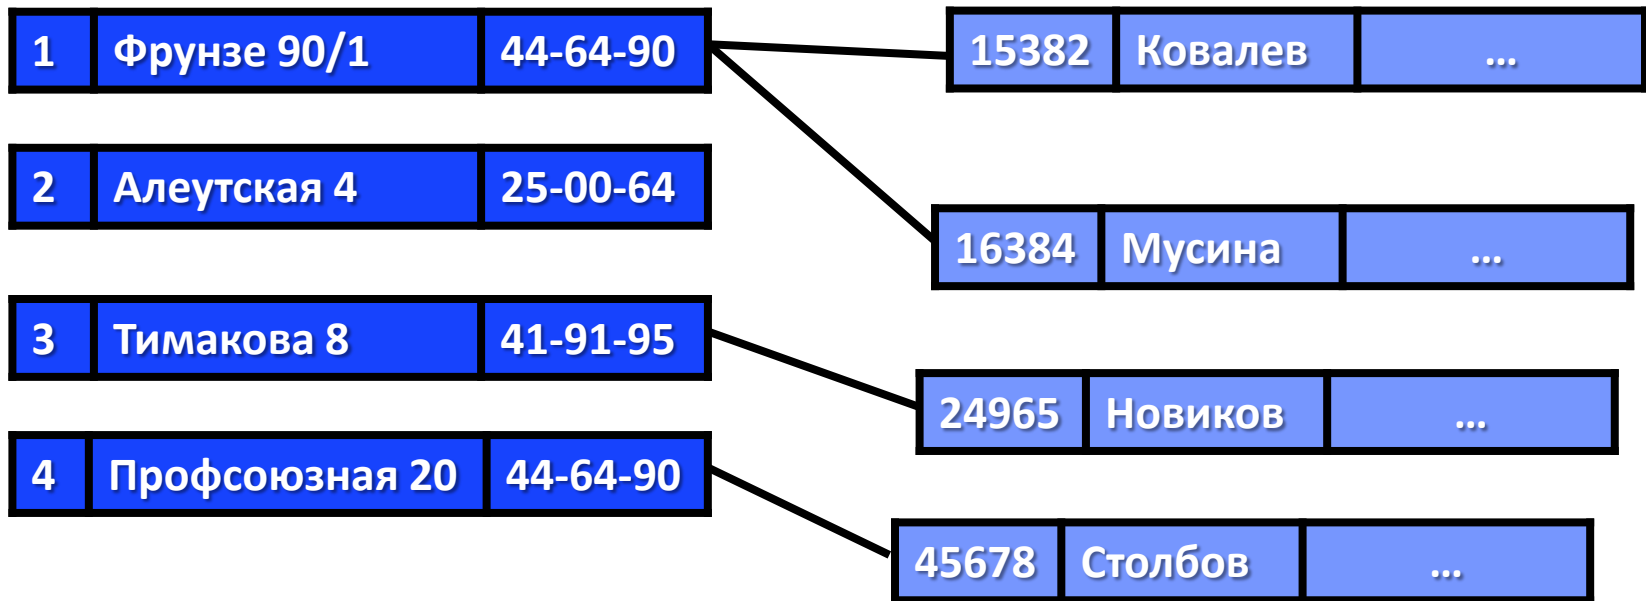 1 Фрунзе 90/1 44-64-90
15382 Ковалев ...
2 Алеутская 4 25-00-64
16384 Мусина ...
3 Тимакова 8 41-91-95
24965 Новиков ...
4 Профсоюзная 20 44-64-90
45678 Столбов ...